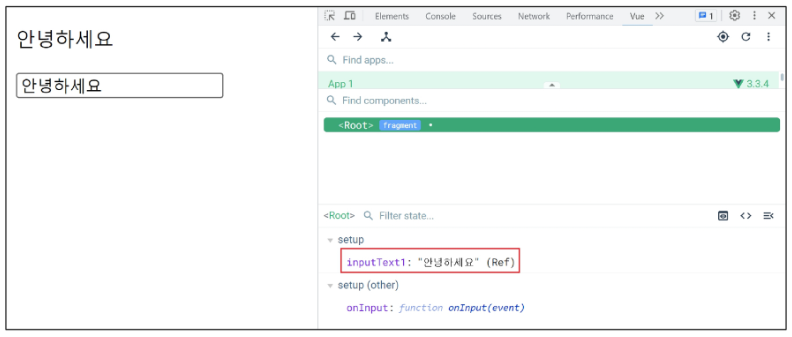 안녕하세요
안녕하세요
Elements Console Sources Network Performance Vue >> 1
Find apps...
App 1 3.3.4
Find components...
<Root> fragment
<Root> Filter state... <>
setup
inputText1: "안녕하세요" (Ref)
setup (other)
onInput: function onInput(event)